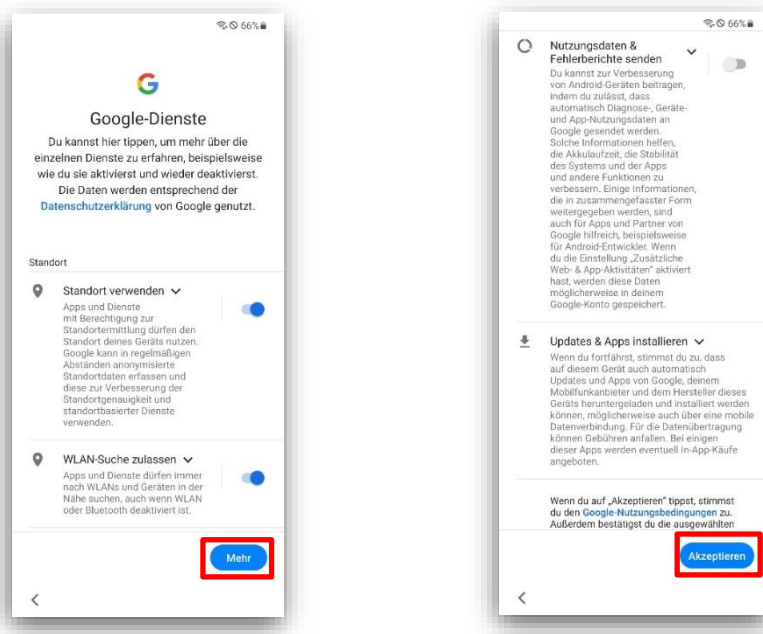 66%
Google-Dienste
Du kannst hier tippen, um mehr über die
einzelnen Dienste zu erfahren, beispielsweise
wie du sie aktivierst und wieder deaktivierst.
Die Daten werden entsprechend der
Datenschutzerklärung von Google genutzt.
Standort
Standort verwenden
Apps und Dienste
mit Berechtigung zur
Standortermittlung dürfen den
Standort deines Geräts nutzen.
Google kann in regelmäßigen
Abständen anonymisierte
Standortdaten erfassen und
diese zur Verbesserung der
Standortgenauigkeit und
standortbasierter Dienste
verwenden.
WLAN-Suche zulassen
Apps und Dienste dürfen immer
nach WLANs und Geräten in der
Nähe suchen, auch wenn WLAN
oder Bluetooth deaktiviert ist.
Mehr
66%
Nutzungsdaten &
Fehlerberichte senden
Du kannst zur Verbesserung
von Android-Geräten beitragen,
indem du zulässt, dass
automatisch Diagnose-, Geräte-
und App-Nutzungsdaten an
Google gesendet werden.
Solche Informationen helfen,
die Akkulaufzeit, die Stabilität
des Systems und der Apps
und andere Funktionen zu
verbessern. Einige Informationen,
die in zusammengefasster Form
weitergegeben werden, sind
auch für Apps und Partner von
Google hilfreich, beispielsweise
für Android-Entwickler. Wenn
du die Einstellung „Zusätzliche
Web- & App-Aktivitäten" aktiviert
hast, werden diese Daten
möglicherweise in deinem
Google-Konto gespeichert.
Updates & Apps installieren
Wenn du fortfährst, stimmst du zu, dass
auf diesem Gerät auch automatisch
Updates und Apps von Google, deinem
Mobilfunkanbieter und dem Hersteller dieses
Geräts heruntergeladen und installiert werden
können, möglicherweise auch über eine mobile
Datenverbindung. Für die Datenübertragung
können Gebühren anfallen. Bei einigen
dieser Apps werden eventuell In-App-Käufe
angeboten.
Wenn du auf „Akzeptieren" tippst, stimmst
du den Google-Nutzungsbedingungen zu.
Außerdem bestätigst du die ausgewählten
Akzeptieren